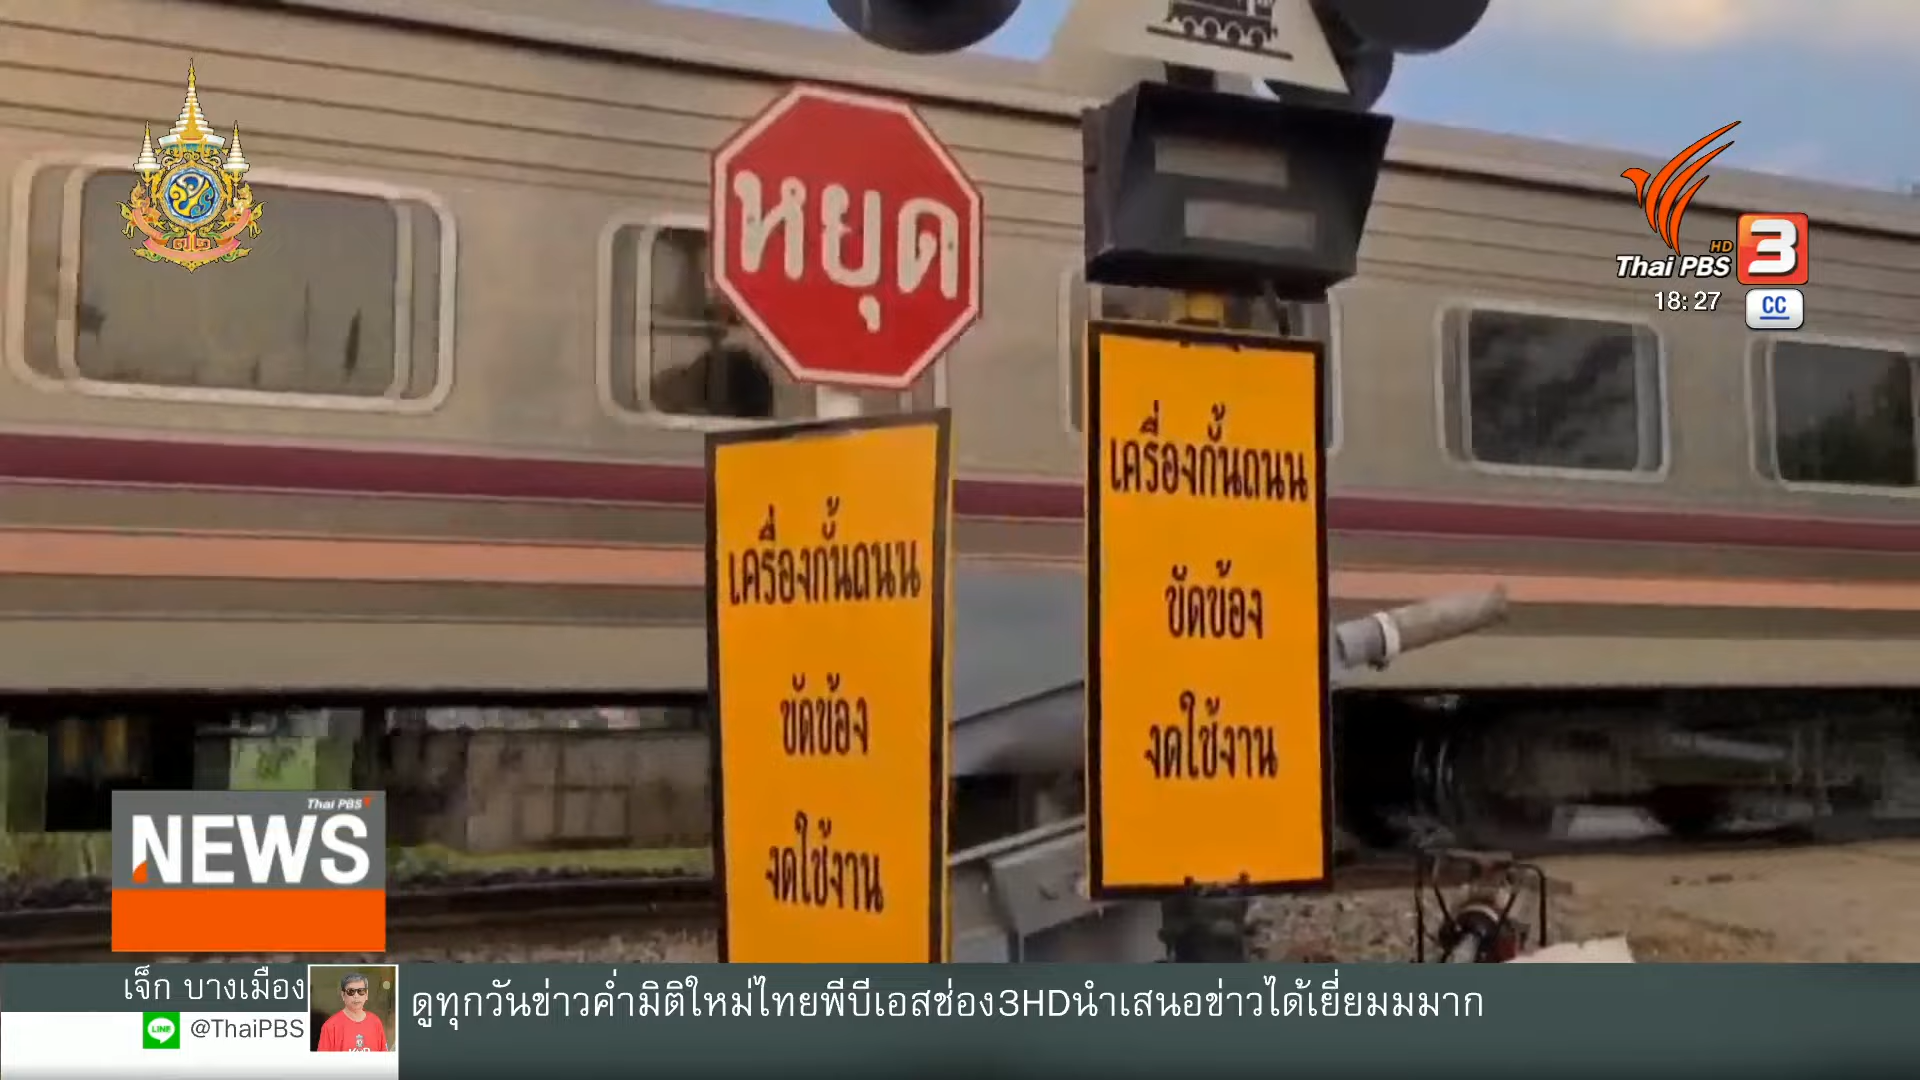 หยุด
เครื่องกั้นถนน
ขัดข้อง
งดใช้งาน
เครื่องกั้นถนน
ขัดข้อง
งดใช้งาน
๗๒
HD
Thai PBS 3
18:27
CC
Thai PBS
NEWS
เจ็ก บางเมือง
LINE @ThaiPBS
ดูทุกวันข่าวค่ำมิติใหม่ไทยพีบีเอสช่อง3HDนำเสนอข่าวได้เยี่ยมมมาก